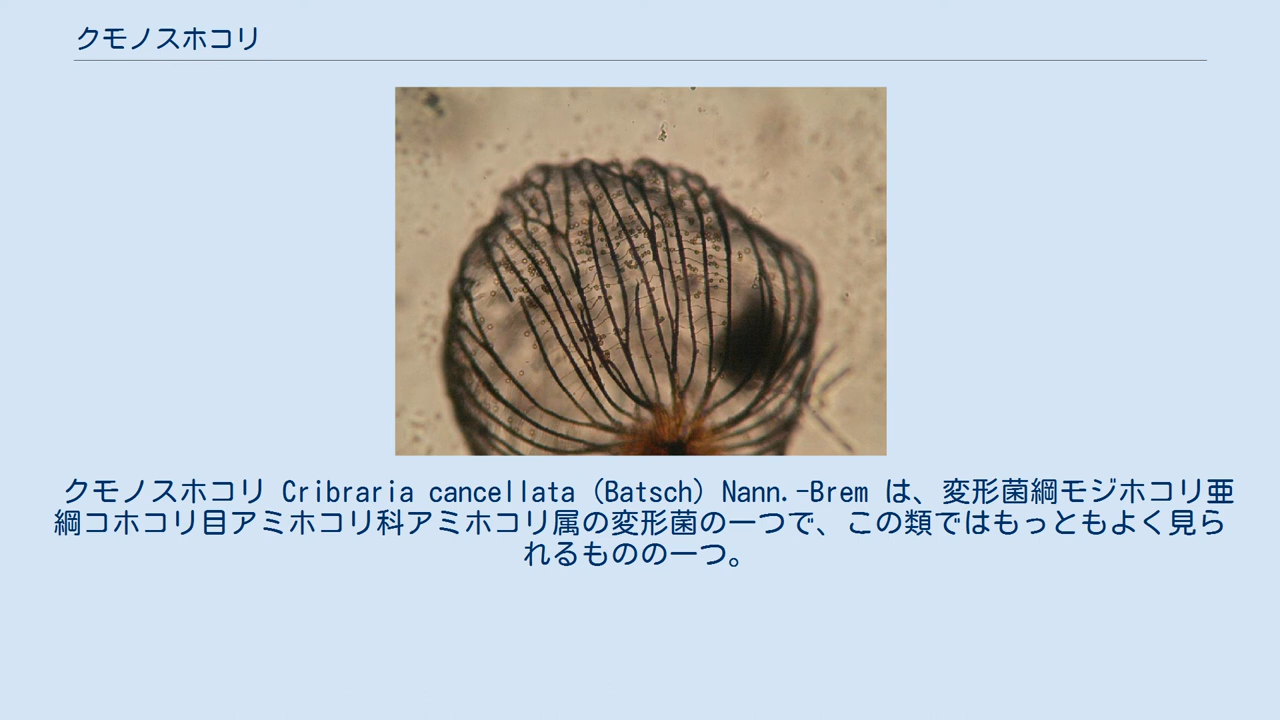 クモノスホコリ
クモノスホコリ Cribraria cancellata (Batsch) Nann.-Brem は、変形菌綱モジホコリ亜
綱コホコリ目アミホコリ科アミホコリ属の変形菌の一つで、この類ではもっともよく見ら
れるものの一つ。